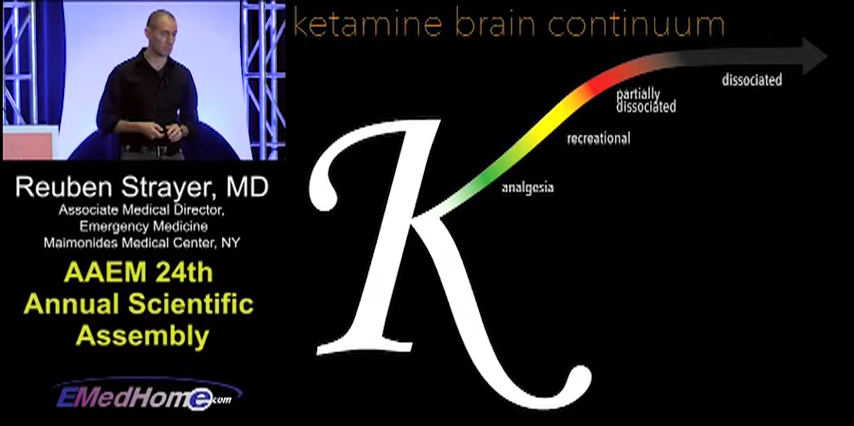 ketamine brain continuum
dissociated
partially
dissociated
recreational
analgesia
K
Reuben Strayer, MD
Associate Medical Director,
Emergency Medicine
Maimonides Medical Center, NY
AAEM 24th
Annual Scientific
Assembly
EMedHome.com